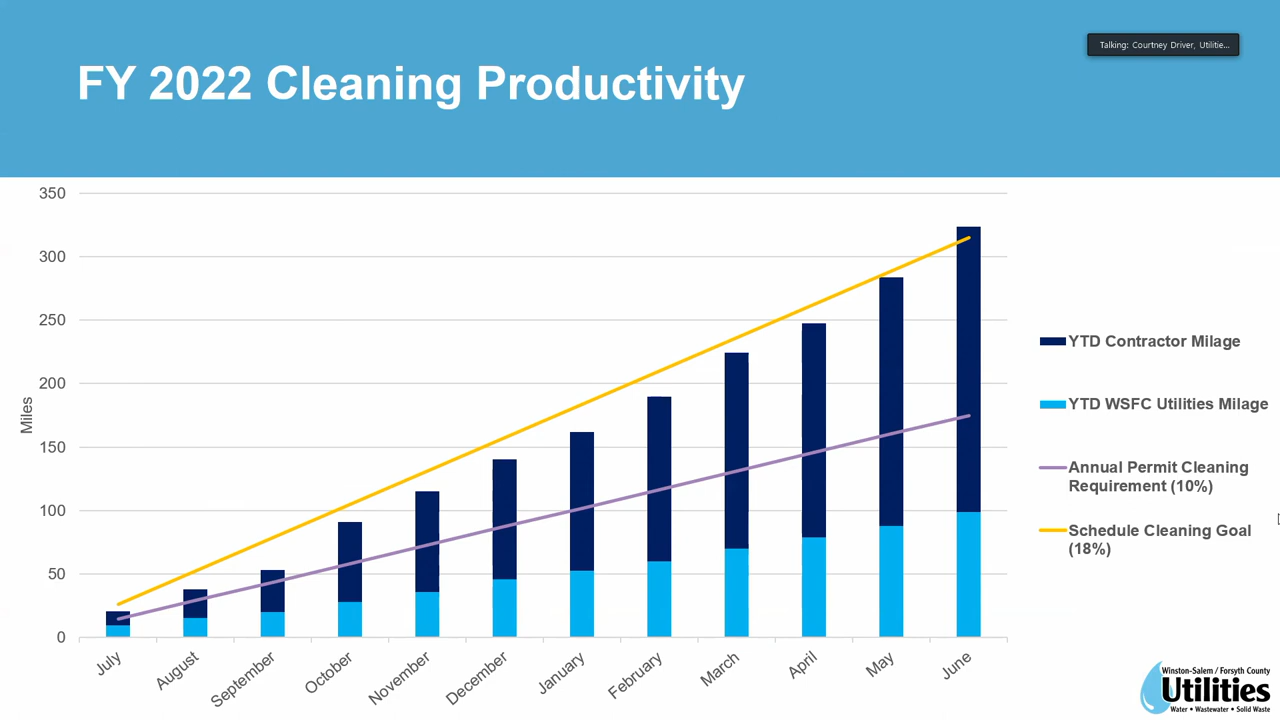 Talking: Courtney Driver, Utilitie...
FY 2022 Cleaning Productivity
350
300
250
200
150
100
50
0
Miles
July
August
September
October
November
December
January
February
March
April
May
June
YTD Contractor Milage
YTD WSFC Utilities Milage
Annual Permit Cleaning
Requirement (10%)
Schedule Cleaning Goal
(18%)
Winston-Salem / Forsyth County
Utilities
Water • Wastewater • Solid Waste